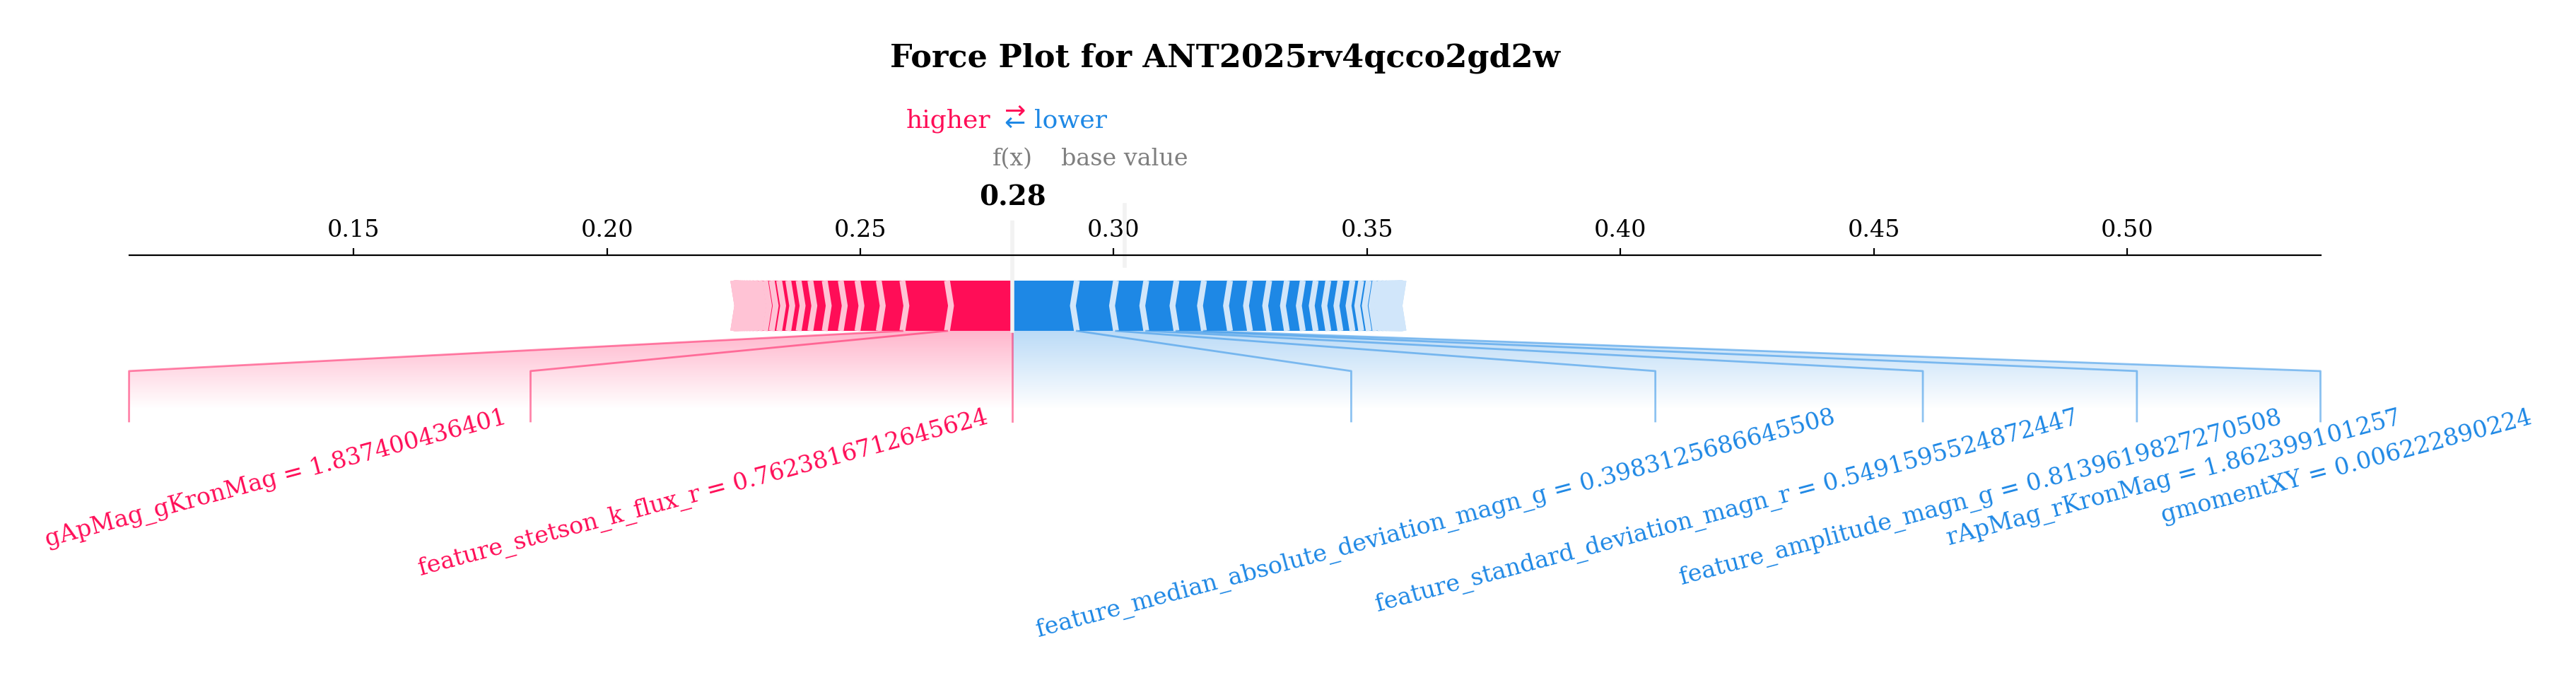 Force Plot for ANT2025rv4qcco2gd2w
higher ⇄ lower
f(x) base value
0.28
0.15 0.20 0.25 0.30 0.35 0.40 0.45 0.50
gApMag_gKronMag = 1.837400436401
feature_stetson_k_flux_r = 0.7623816712645624
feature_median_absolute_deviation_magn_g = 0.3983125686645508
feature_standard_deviation_magn_r = 0.549159552487244​7
feature_amplitude_magn_g = 0.8139619827270508
rApMag_rKronMag = 1.862399101257
gmomentXY = 0.006222890224